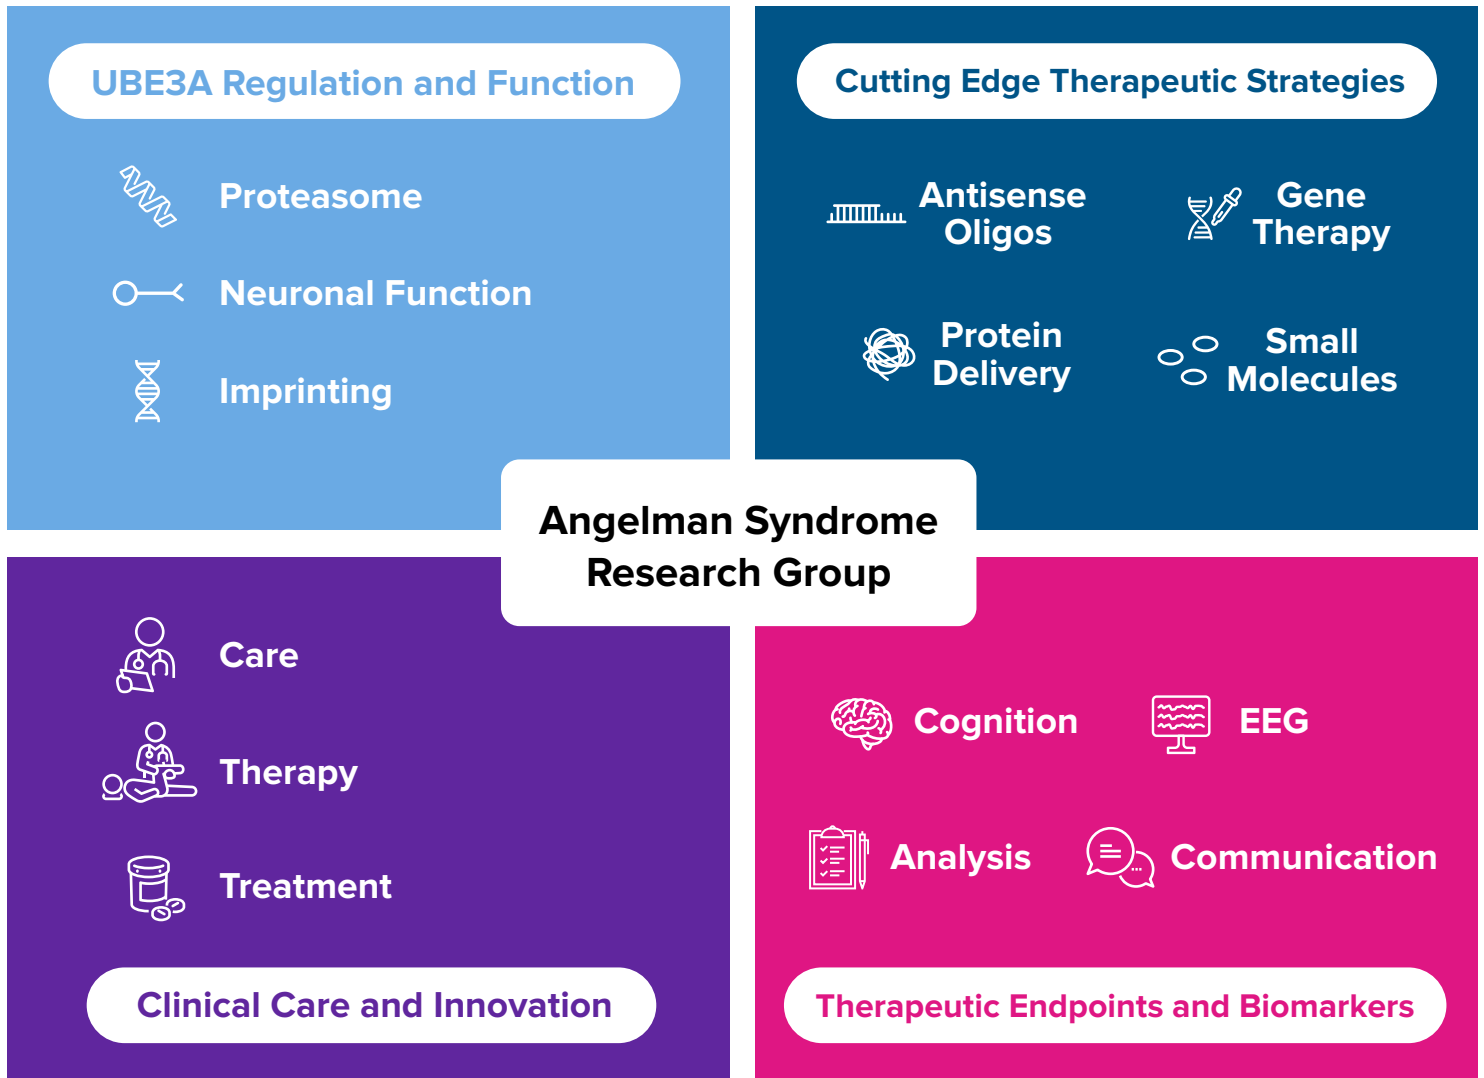 UBE3A Regulation and Function
Proteasome
Neuronal Function
Imprinting
Cutting Edge Therapeutic Strategies
Antisense
Oligos
Gene
Therapy
Protein
Delivery
Small
Molecules
Angelman Syndrome
Research Group
Care
Therapy
Treatment
Clinical Care and Innovation
Cognition
EEG
Analysis
Communication
Therapeutic Endpoints and Biomarkers